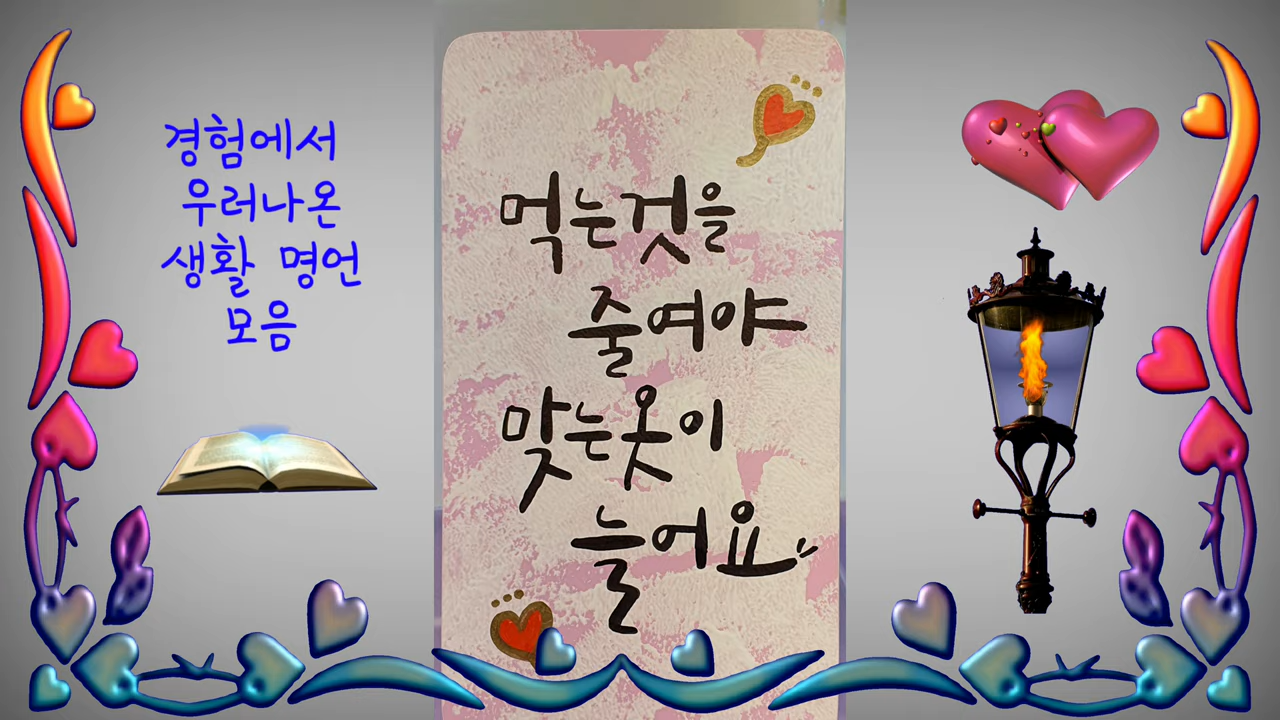 경험에서
우러나온
생활 명언
모음
먹는것을
줄여야
맞는옷이
늘어요